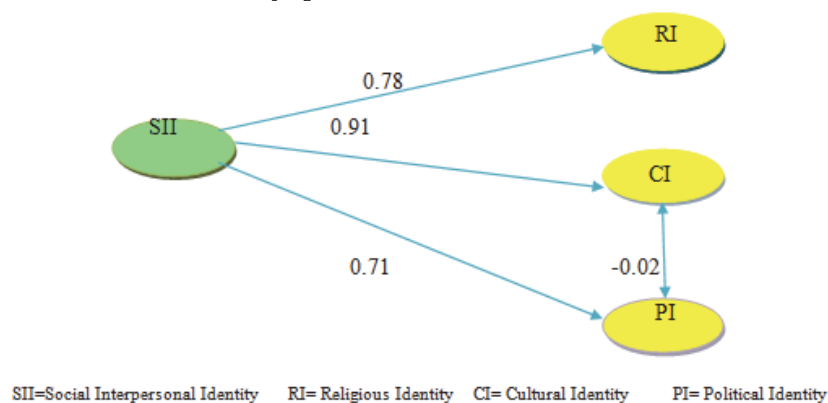 RI
0.78
SII
0.91
CI
0.71
-0.02
PI
SII=Social Interpersonal Identity RI= Religious Identity CI= Cultural Identity PI= Political Identity